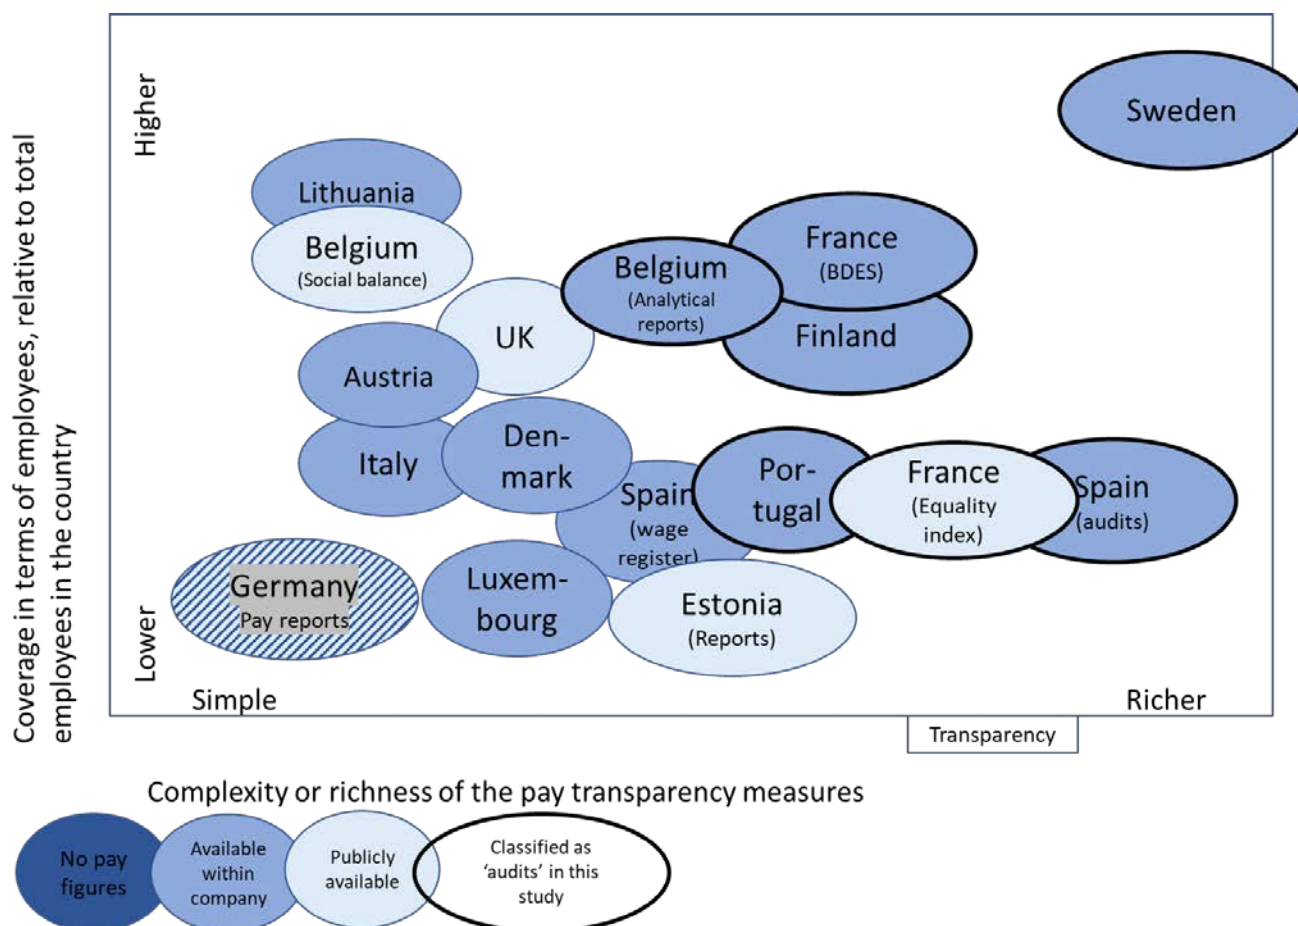 Coverage in terms of employees, relative to total
employees in the country
Higher
Lower
Sweden
Lithuania
Belgium
(Social balance)
France
(BDES)
Belgium
(Analytical
reports)
UK
Finland
Austria
Italy
Den-
mark
Spain
(wage
register)
Por-
tugal
France
(Equality
index)
Spain
(audits)
Germany
Pay reports
Luxem-
bourg
Estonia
(Reports)
Simple
Richer
Transparency
Complexity or richness of the pay transparency measures
No pay
figures
Available
within
company
Publicly
available
Classified as
‘audits’ in this
study